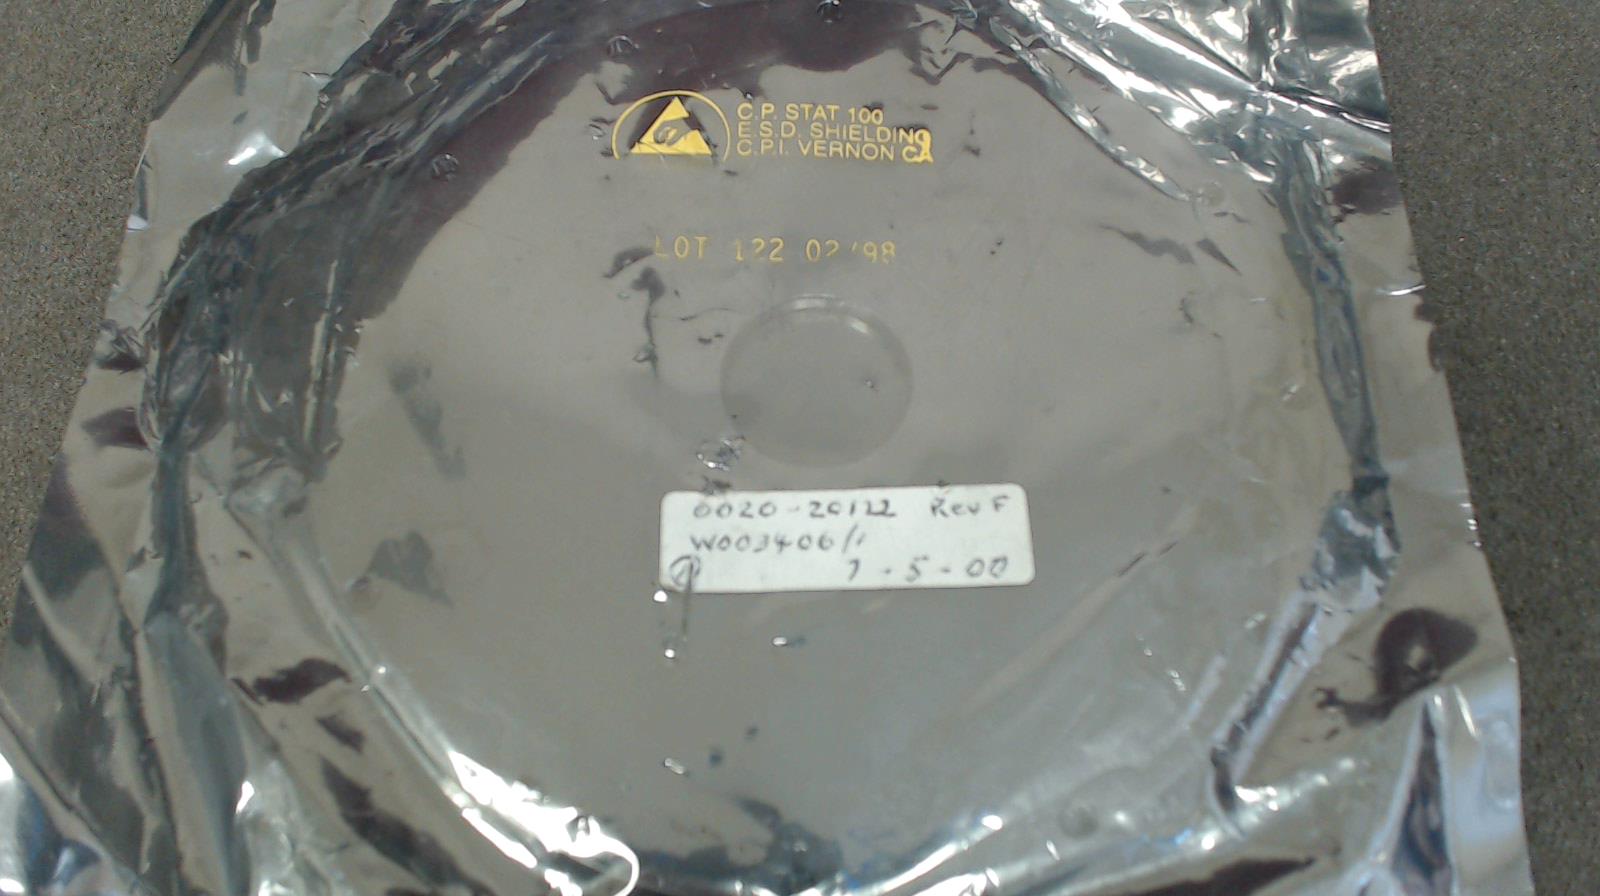 C.P. STAT 100
E.S.D. SHIELDING
C.P.I. VERNON CA
LOT 122 02/98
0020-20122 Rev F
W003406/1
7-5-00